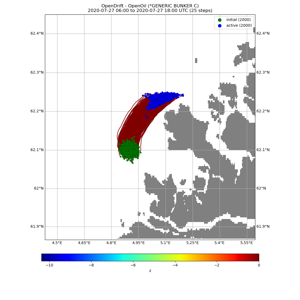 OpenDrift - OpenOil (*GENERIC BUNKER C)
2020-07-27 06:00 to 2020-07-27 18:00 UTC (25 steps)
initial (2000)
active (2000)
62.4°N 62.4°N
62.3°N 62.3°N
62.2°N 62.2°N
62.1°N 62.1°N
62°N 62°N
61.9°N 61.9°N
4.5°E 4.65°E 4.8°E 4.95°E 5.1°E 5.25°E 5.4°E 5.55°E
−10 −8 −6 −4 −2 0
z